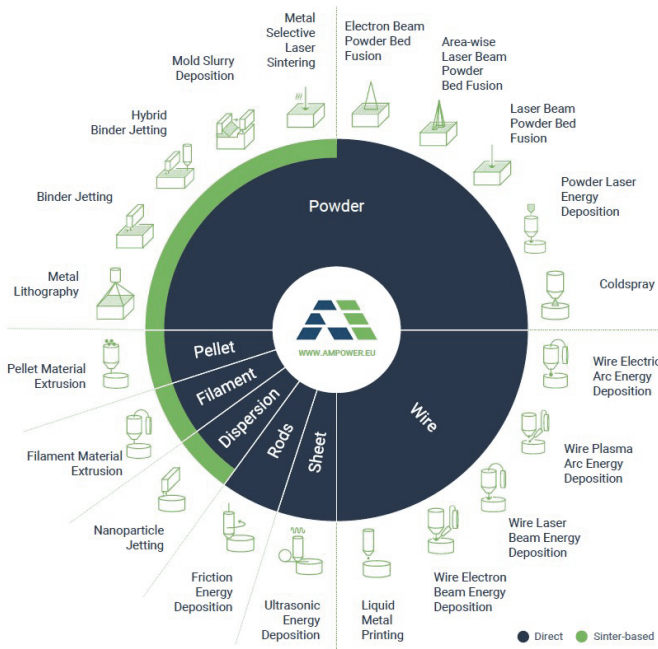 Metal
Selective
Laser
Sintering
Electron Beam
Powder Bed
Fusion
Area-wise
Laser Beam
Powder
Bed Fusion
Mold Slurry
Deposition
Laser Beam
Powder Bed
Fusion
Hybrid
Binder Jetting
Powder Laser
Energy
Deposition
Binder Jetting
Powder
Metal
Lithography
Coldspray
WWW.AMPOWER.EU
Pellet
Pellet Material
Extrusion
Filament
Wire Electric
Arc Energy
Deposition
Dispersion
Rods
Sheet
Wire
Filament Material
Extrusion
Wire Plasma
Arc Energy
Deposition
Nanoparticle
Jetting
Wire Laser
Beam Energy
Deposition
Friction
Energy
Deposition
Ultrasonic
Energy
Deposition
Liquid
Metal
Printing
Wire Electron
Beam Energy
Deposition
Direct
Sinter-based